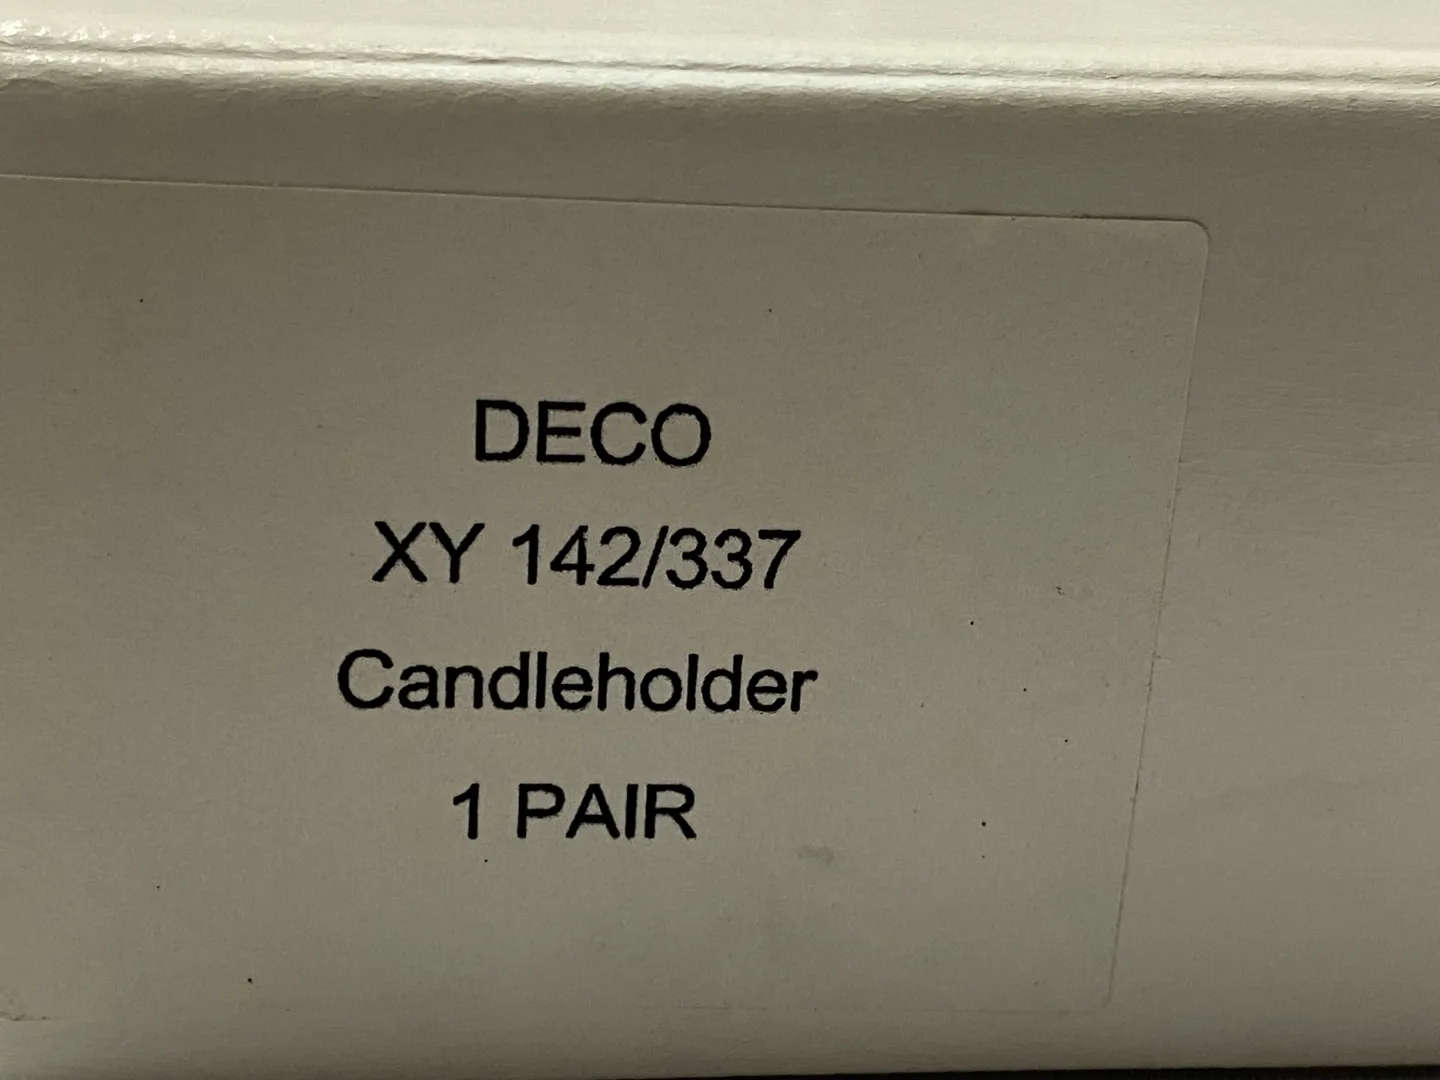 DECO
XY 142/337
Candleholder
1 PAIR